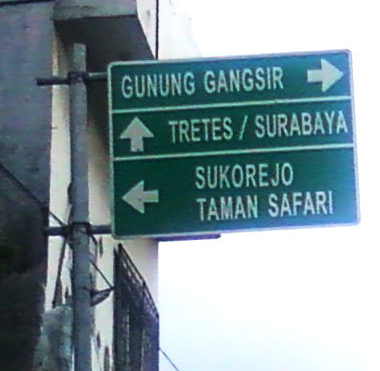 GUNUNG GANGSIR
TRETES / SURABAYA
SUKOREJO
TAMAN SAFARI